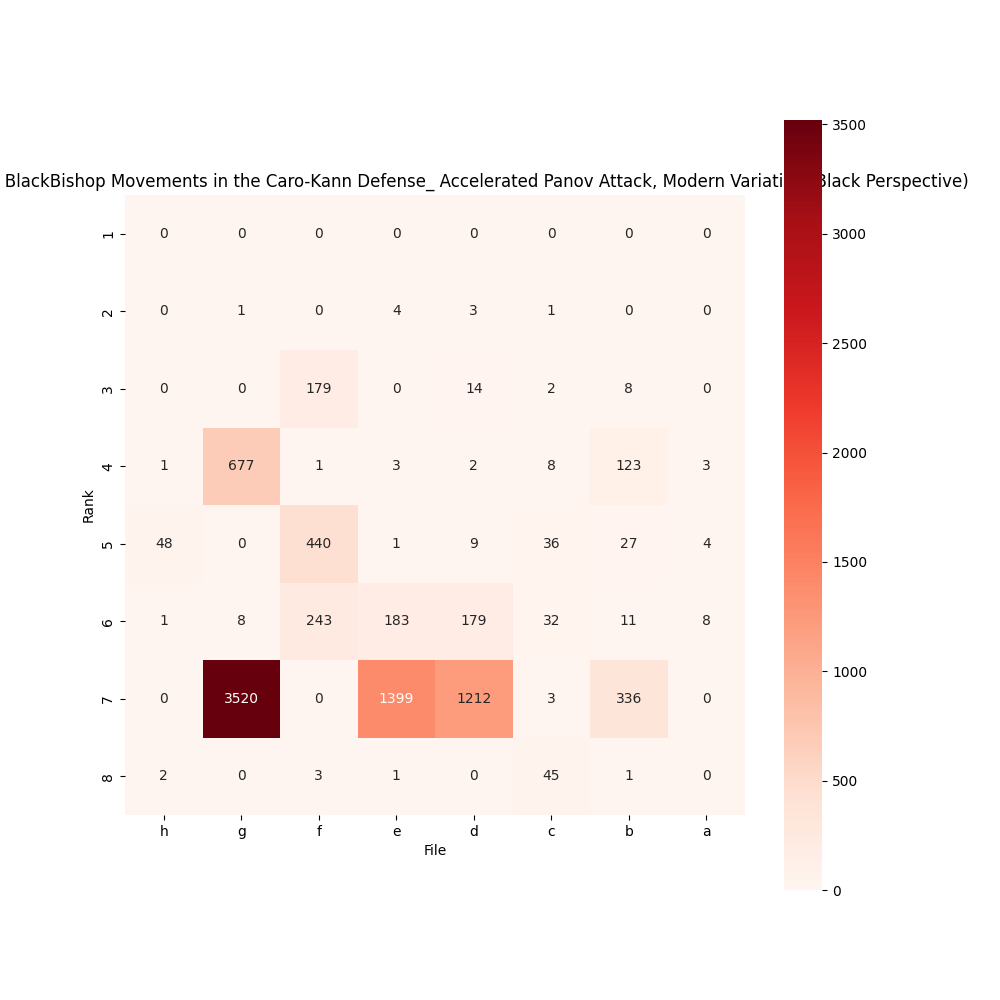 BlackBishop Movements in the Caro-Kann Defense_ Accelerated Panov Attack, Modern Black Perspective)
3500
3000
2500
2000
1500
1000
500
0
Rank
1 0 0 0 0 0 0 0 0
2 0 1 0 4 3 1 0 0
3 0 0 179 0 14 2 8 0
4 1 677 1 3 2 8 123 3
5 48 0 440 1 9 36 27 4
6 1 8 243 183 179 32 11 8
7 0 3520 0 1399 1212 3 336 0
8 2 0 3 1 0 45 1 0
h g f e d c b a
File